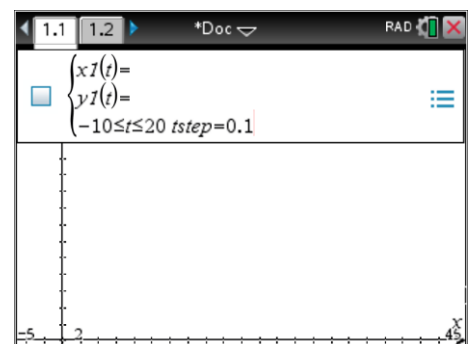 1.1 1.2 *Doc RAD
x1(t)=
y1(t)=
-10≤t≤20 tstep=0.1
x
-5 2 45